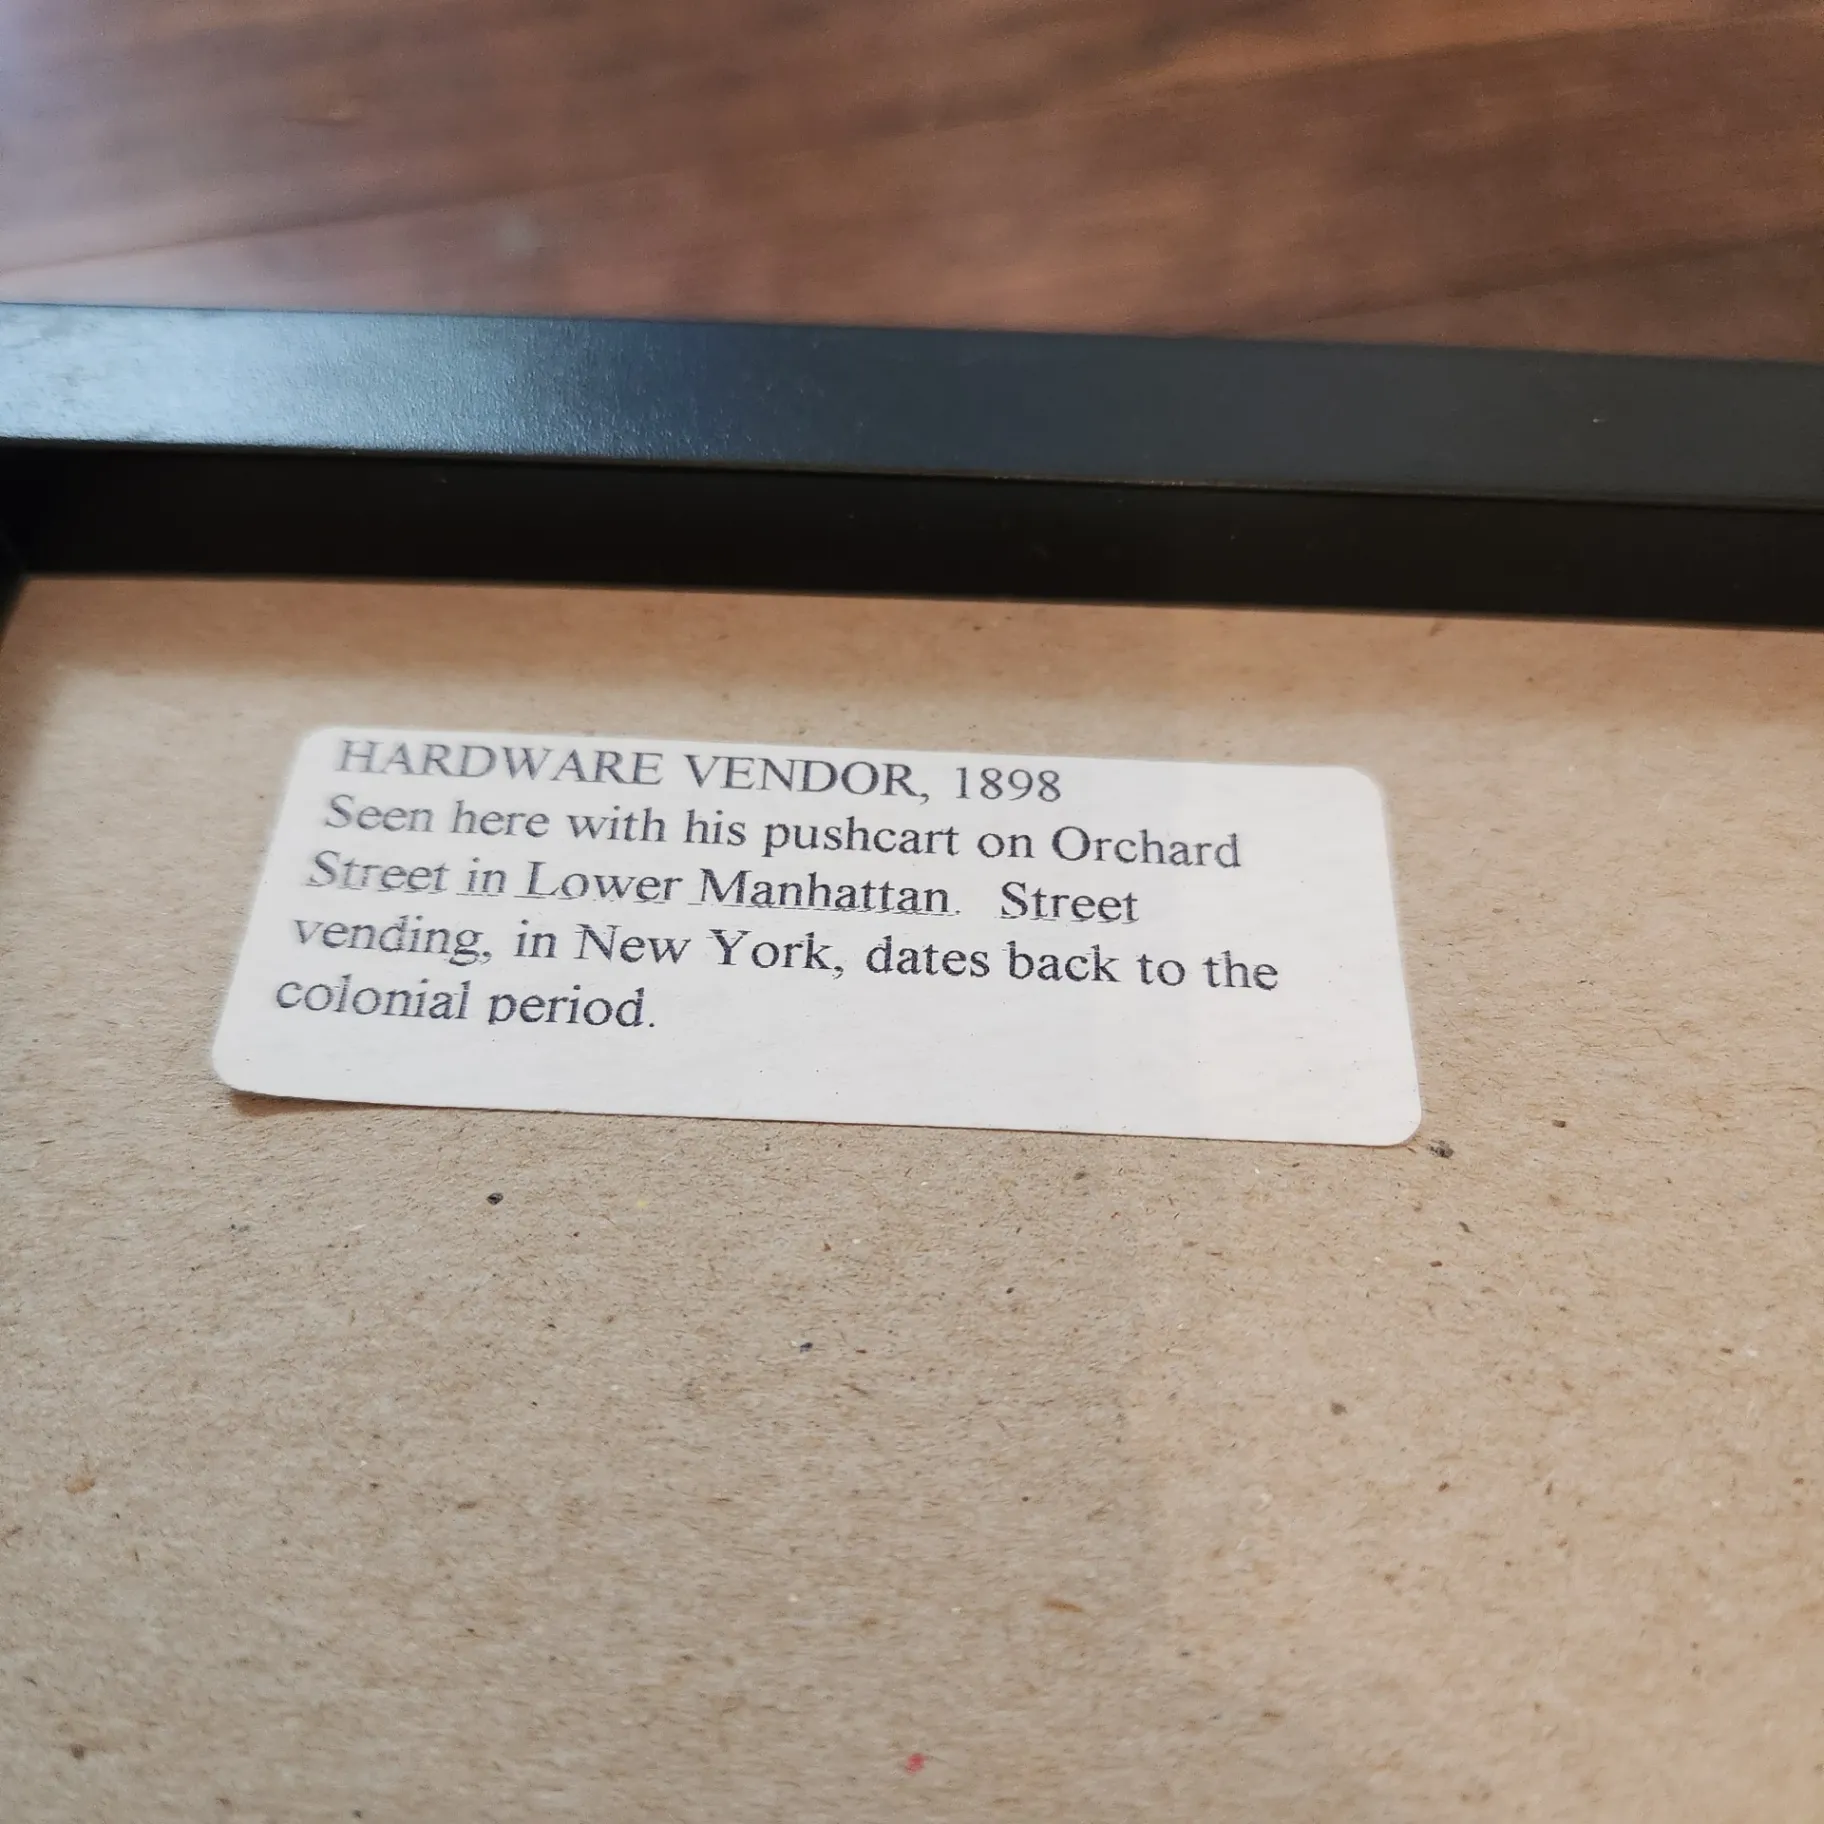 HARDWARE VENDOR, 1898
Seen here with his pushcart on Orchard
Street in Lower Manhattan. Street
vending, in New York, dates back to the
colonial period.